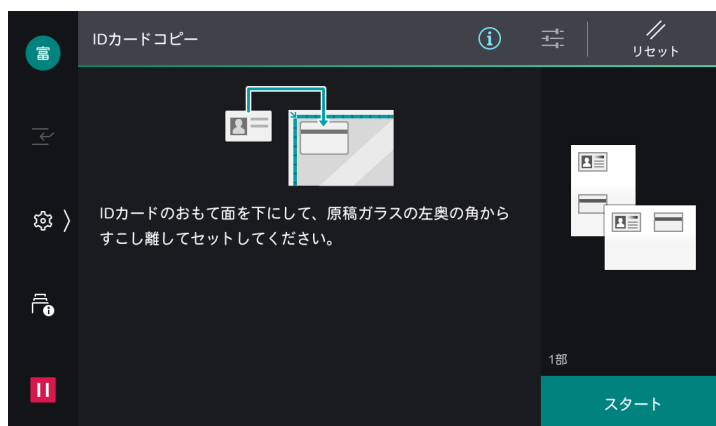 富
IDカードコピー
リセット
IDカードのおもて面を下にして、原稿ガラスの左奥の角から
すこし離してセットしてください。
1部
スタート